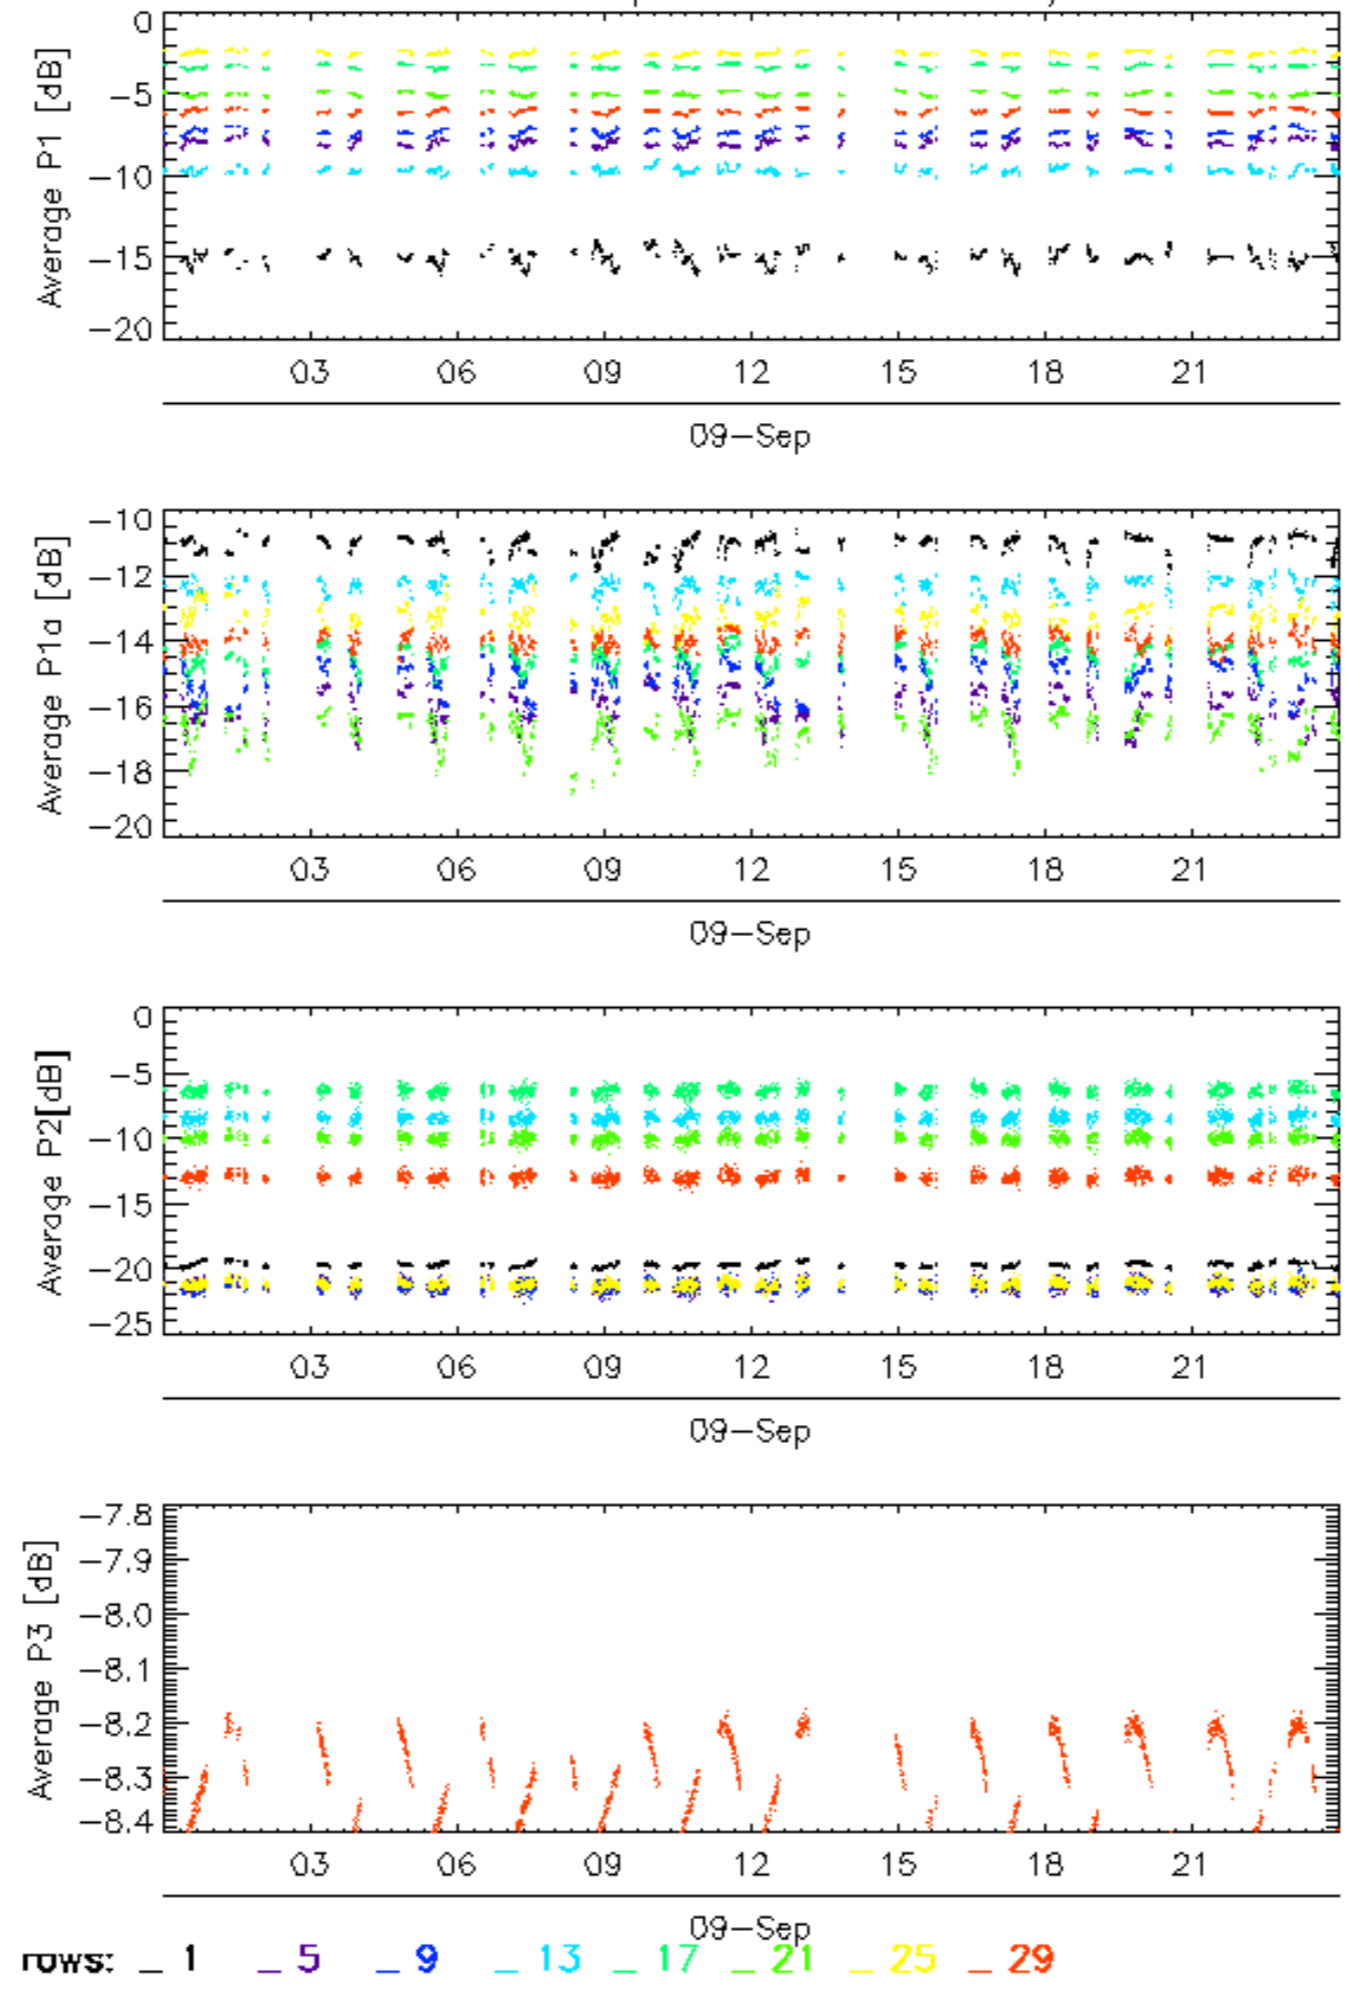 0
−5
−10
−15
−20
Average P1 [dB]
03 06 09 12 15 18 21
09−Sep
−10
−12
−14
−16
−18
−20
Average P1a [dB]
03 06 09 12 15 18 21
09−Sep
0
−5
−10
−15
−20
−25
Average P2[dB]
03 06 09 12 15 18 21
09−Sep
−7.8
−7.9
−8.0
−8.1
−8.2
−8.3
−8.4
Average P3 [dB]
03 06 09 12 15 18 21
09−Sep
rows: _ 1 _ 5 _ 9 _ 13 _ 17 _ 21 _ 25 _ 29